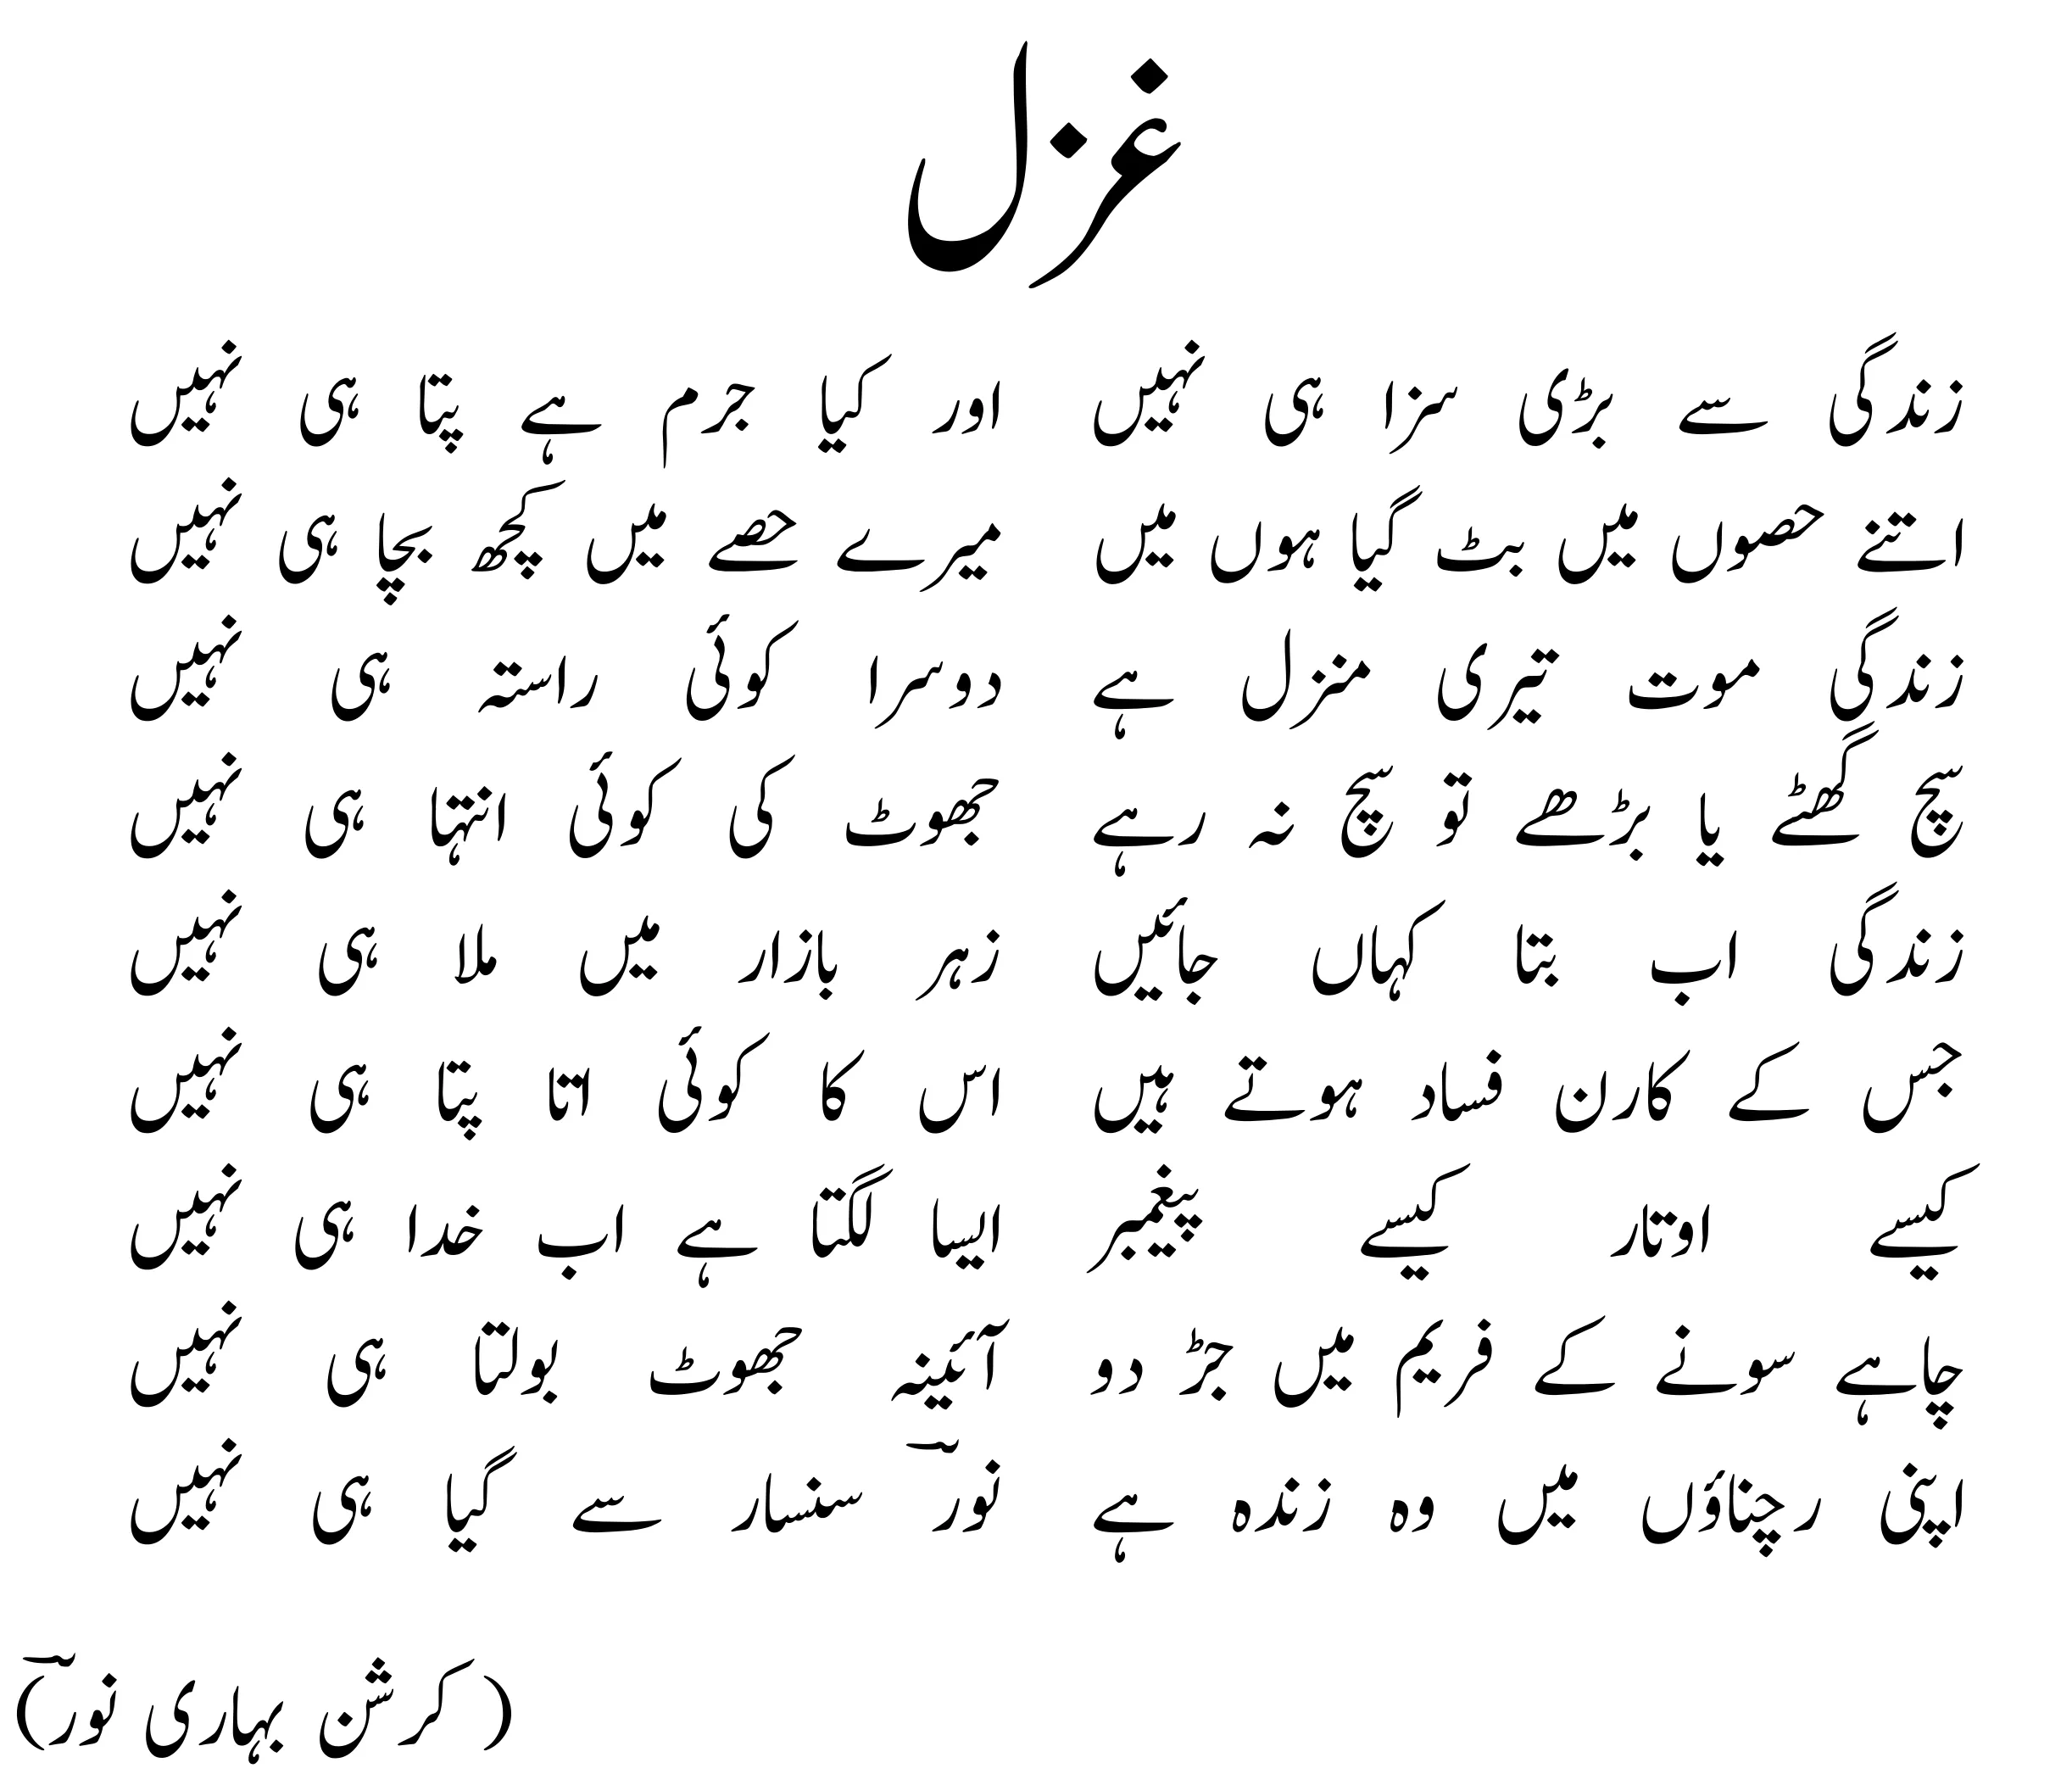 غزل
زندگی سے بڑی سزا ہی نہیں اور کیا جرم ہے پتا ہی نہیں
اتنے حصوں میں بٹ گیا ہوں میں میرے حصے میں کچھ بچا ہی نہیں
زندگی موت تیری منزل ہے دوسرا کوئی راستہ ہی نہیں
سچ گھٹے یا بڑھے تو سچ نہ رہے جھوٹ کی کوئی انتہا ہی نہیں
زندگی اب بتا کہاں جائیں زہر بازار میں ملا ہی نہیں
جس کے کارن فساد ہوتے ہیں اس کا کوئی اتا پتا ہی نہیں
کیسے اوتار کیسے پیغمبر ایسا لگتا ہے اب خدا ہی نہیں
چاہے سونے کے فریم میں جڑ دو آئینہ جھوٹ بولتا ہی نہیں
اپنی رچناؤں میں وہ زندہ ہے نورؔ سنسار سے گیا ہی نہیں
(کرشن بہاری نورؔ)